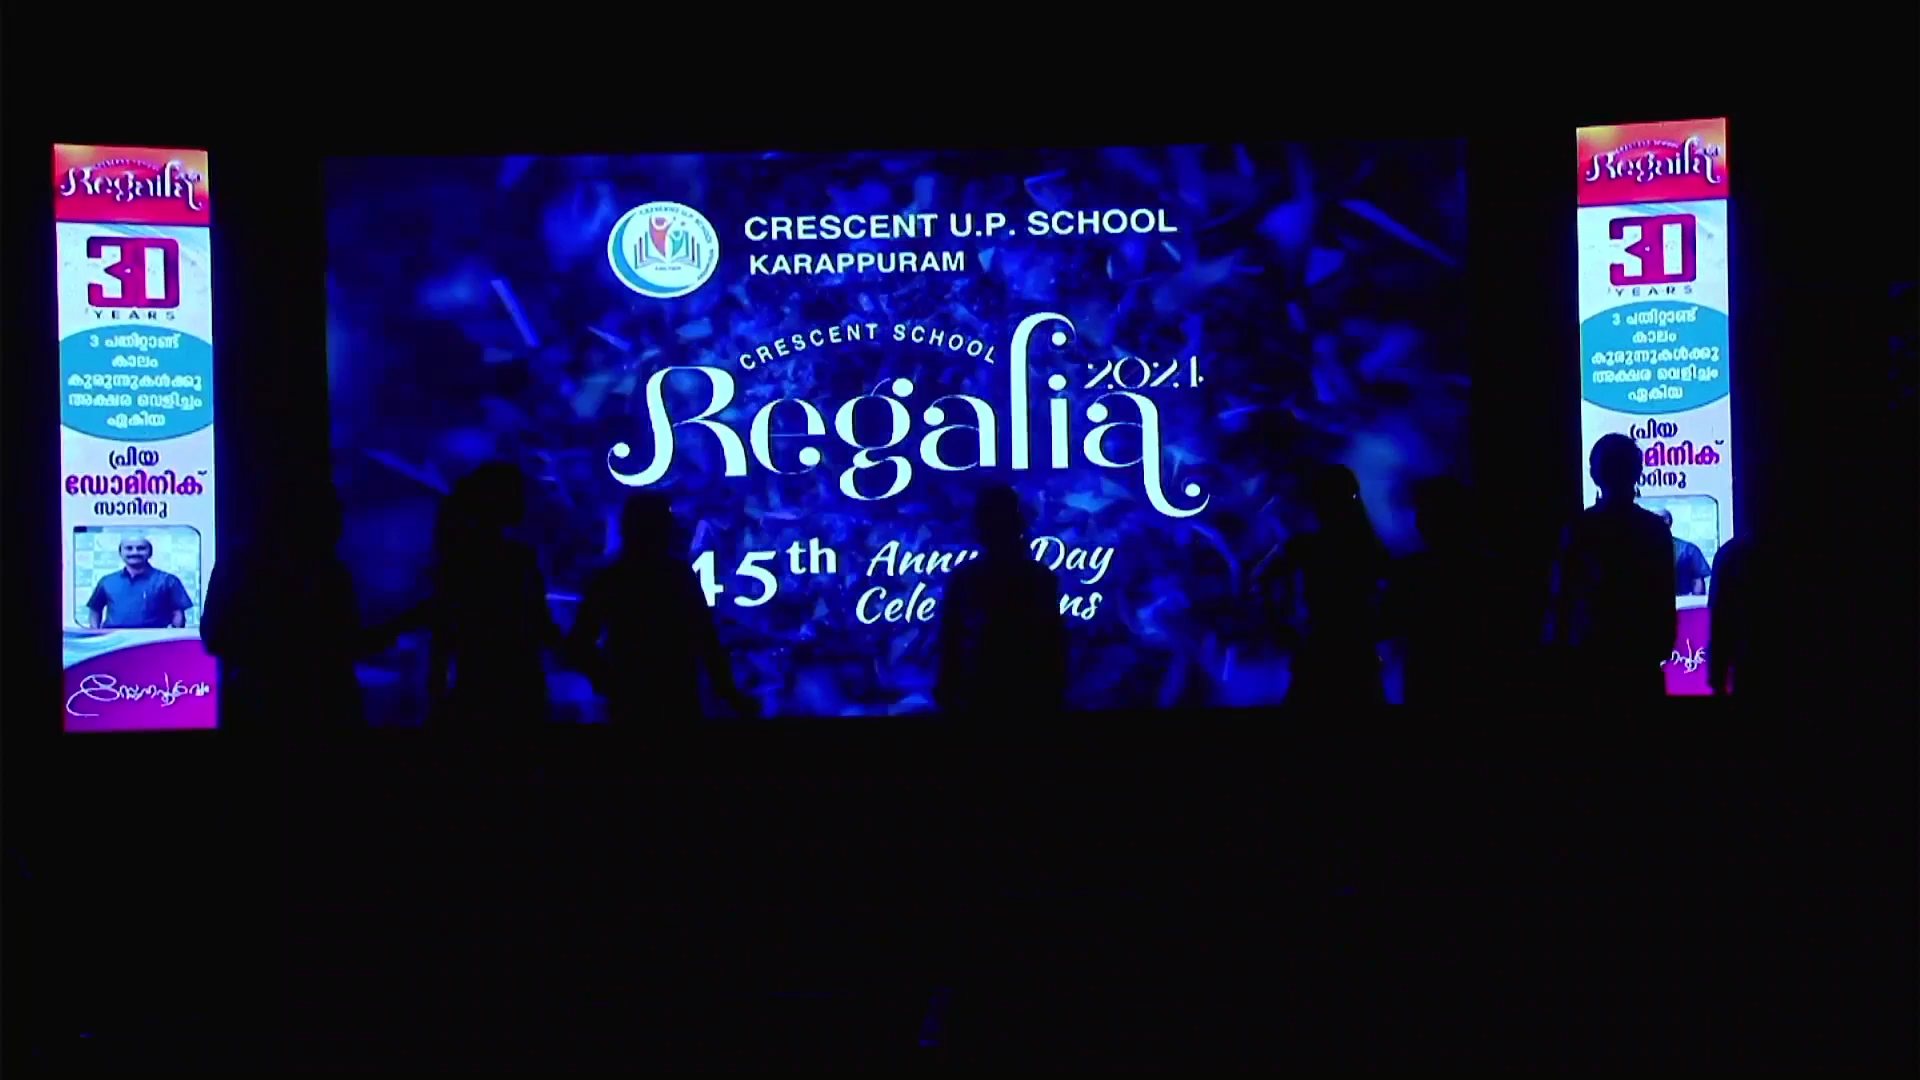 Regalia
30
YEARS
3 പതിറ്റാണ്ട്
കാലം
കുരുന്നുകൾക്കു
അക്ഷര വെളിച്ചം
ഏകിയ
പ്രിയ
ഡോമിനിക്
സാറിനു
CRESCENT U.P. SCHOOL
KARAPPURAM
CRESCENT SCHOOL
Regalia 2024
45th Day
Regalia
30
YEARS
3 പതിറ്റാണ്ട്
കാലം
കുരുന്നുകൾക്കു
അക്ഷര വെളിച്ചം
ഏകിയ
പ്രിയ